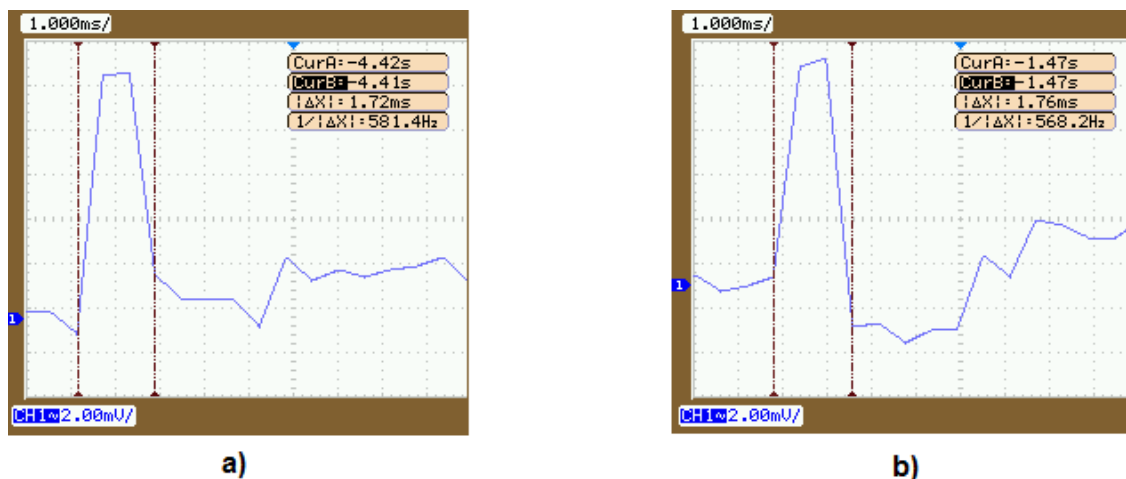 1.000ms/
CurA:-4.42s
CurB:-4.41s
|ΔX|:1.72ms
1/|ΔX|:581.4Hz
1
CH1~2.00mV/
a)
1.000ms/
CurA:-1.47s
CurB:-1.47s
|ΔX|:1.76ms
1/|ΔX|:568.2Hz
1
CH1~2.00mV/
b)